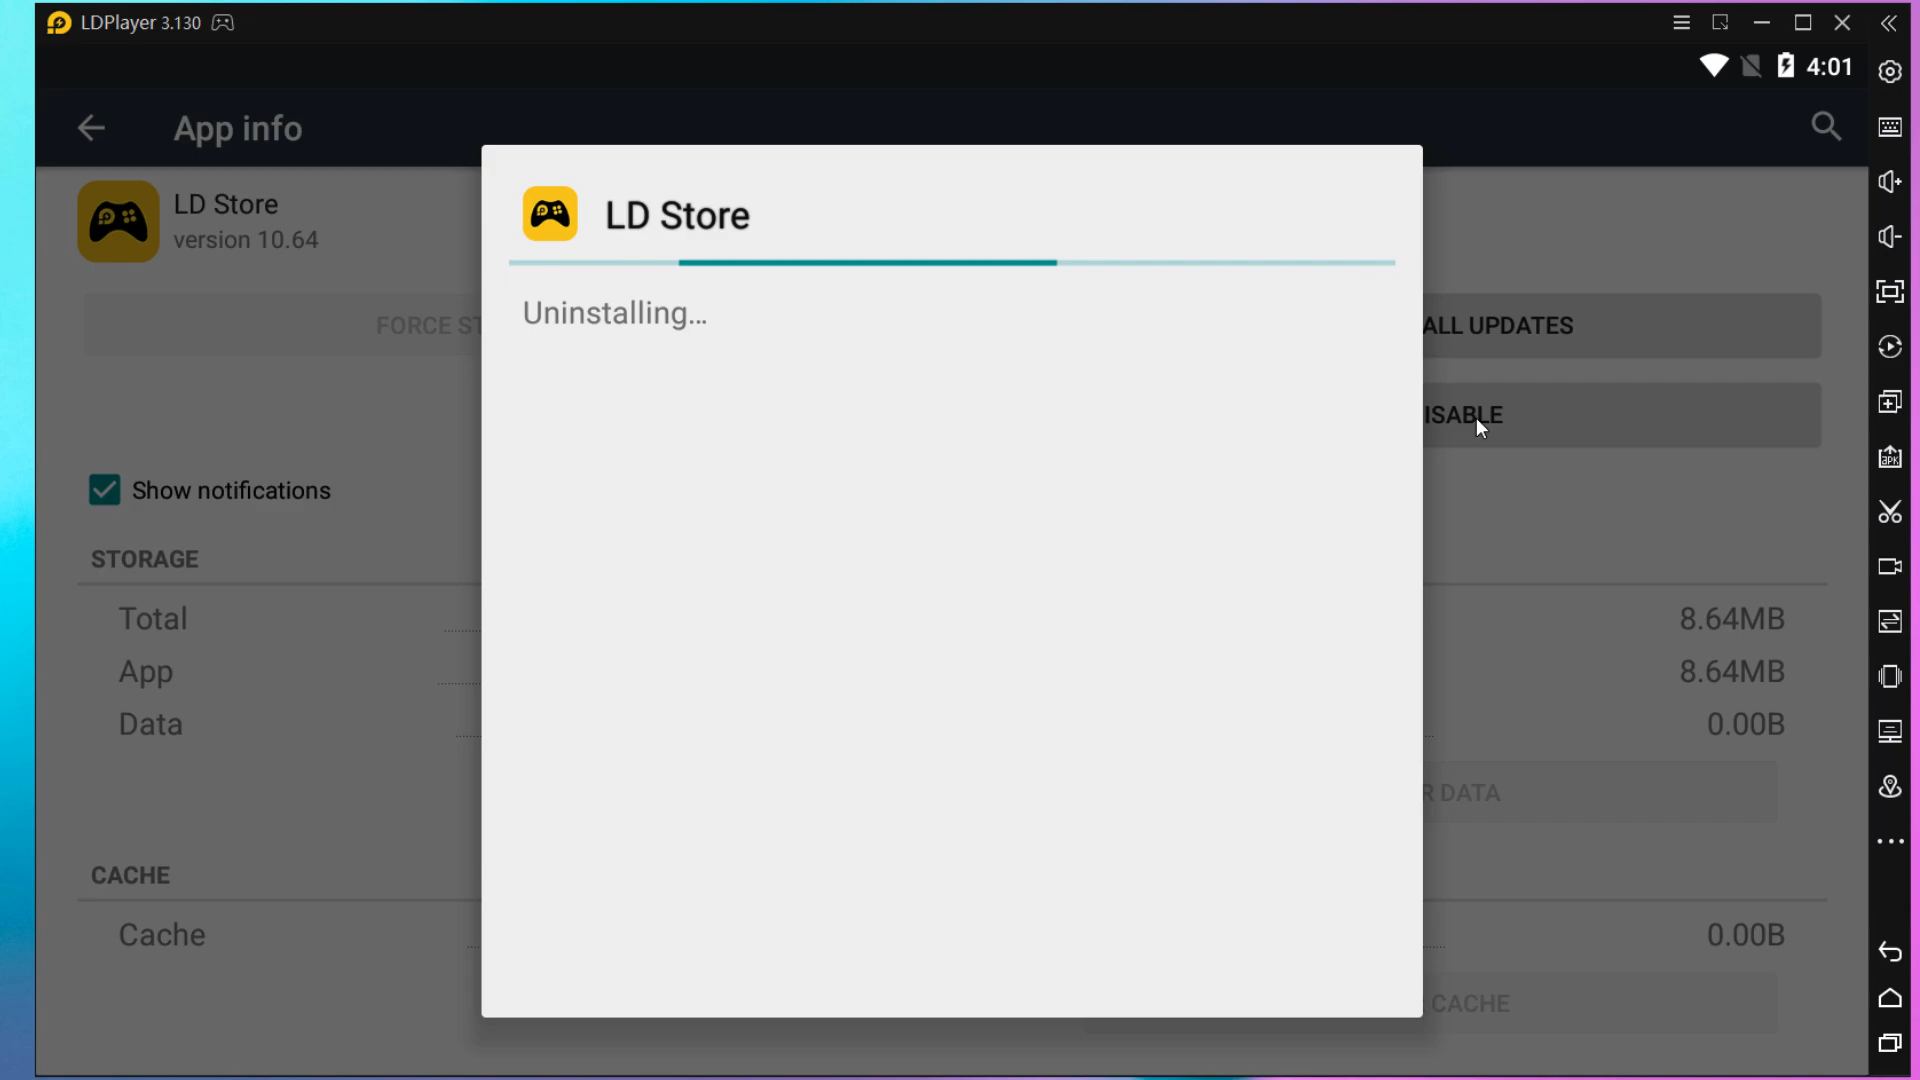 LDPlayer 3.130
4:01
App info
LD Store
version 10.64
LD Store
Uninstalling...
FORCE ST
ALL UPDATES
ISABLE
Show notifications
STORAGE
Total 8.64MB
App 8.64MB
Data 0.00B
R DATA
CACHE
Cache 0.00B
CACHE
APK